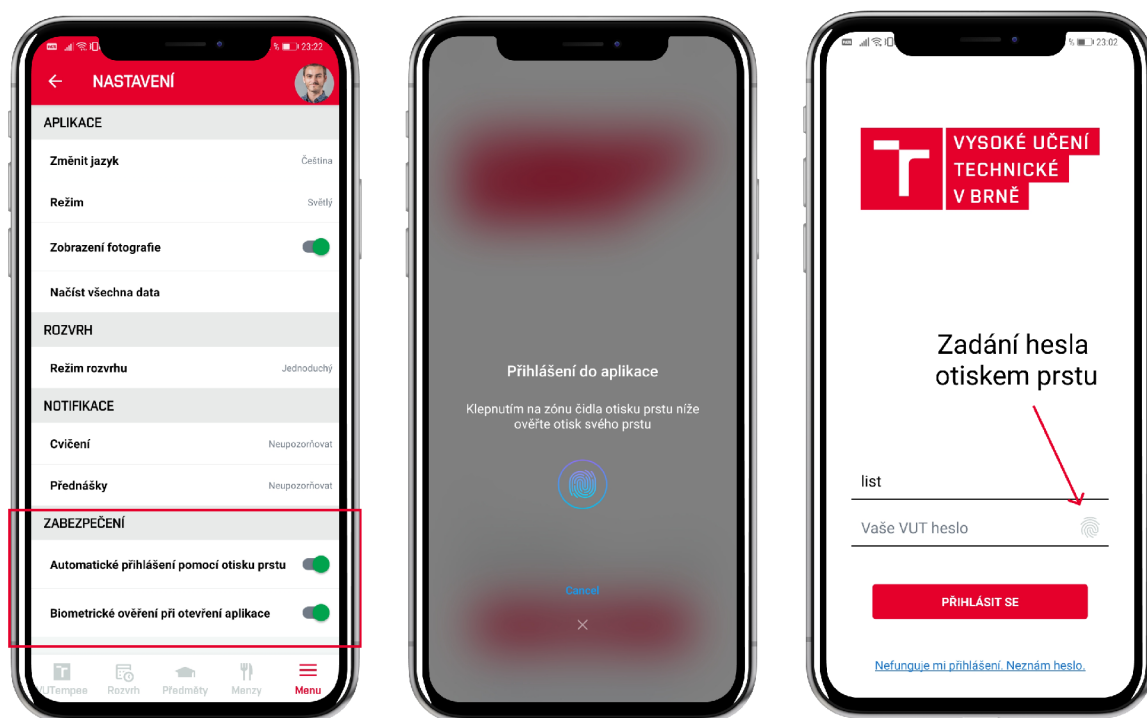 23:22
NASTAVENÍ
APLIKACE
Změnit jazyk Čeština
Režim Světlý
Zobrazení fotografie
Načíst všechna data
ROZVRH
Režim rozvrhu Jednoduchý
NOTIFIKACE
Cvičení Neupozorňovat
Přednášky Neupozorňovat
ZABEZPEČENÍ
Automatické přihlášení pomocí otisku prstu
Biometrické ověření při otevření aplikace
Rozvrh Předměty Menzy Menu
Přihlášení do aplikace
Klepnutím na zónu čidla otisku prstu níže
ověřte otisk svého prstu
Cancel
% 23:02
VYSOKÉ UČENÍ
TECHNICKÉ
V BRNĚ
Zadání hesla
otiskem prstu
list
Vaše VUT heslo
PŘIHLÁSIT SE
Nefunguje mi přihlášení. Neznám heslo.